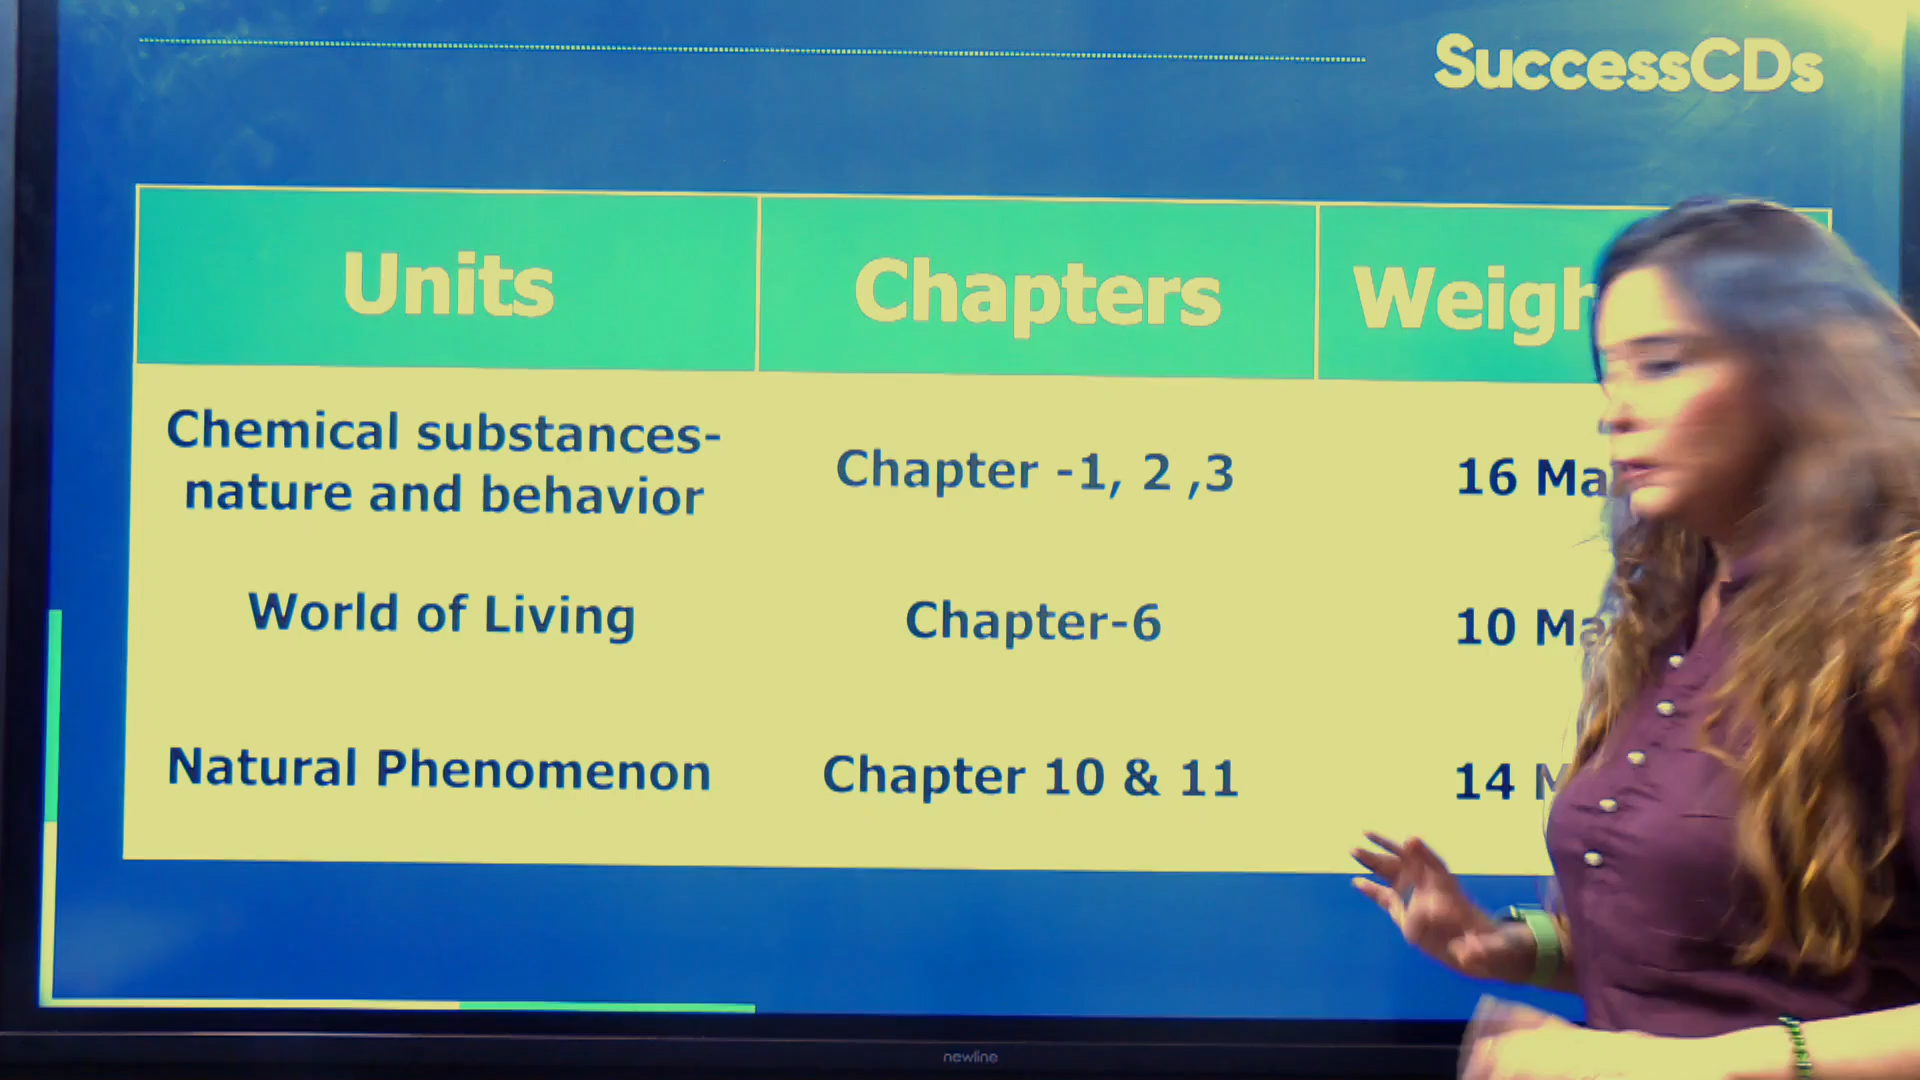 SuccessCDs
Units Chapters Weigh
Chemical substances-
nature and behavior
Chapter -1, 2 ,3
16 Ma
World of Living Chapter-6 10 Ma
Natural Phenomenon Chapter 10 & 11 14 M
newline